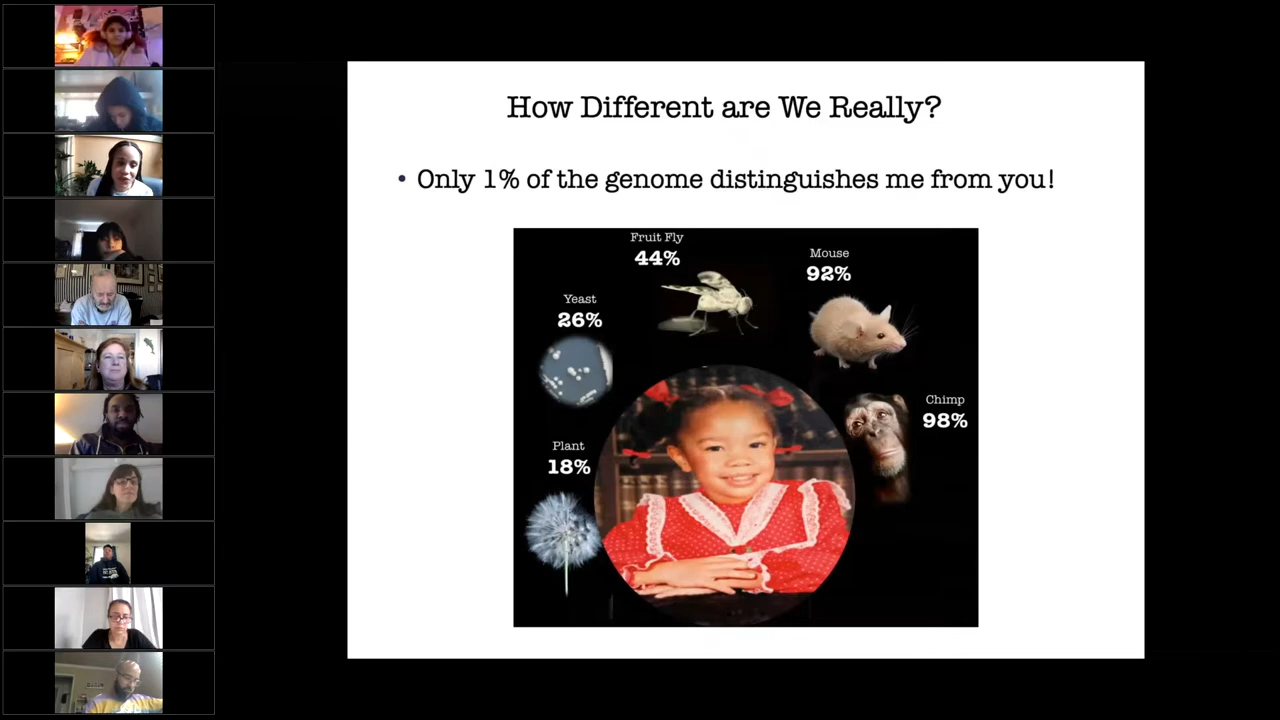 How Different are We Really?
• Only 1% of the genome distinguishes me from you!
Fruit Fly
44%
Mouse
92%
Yeast
26%
Chimp
98%
Plant
18%